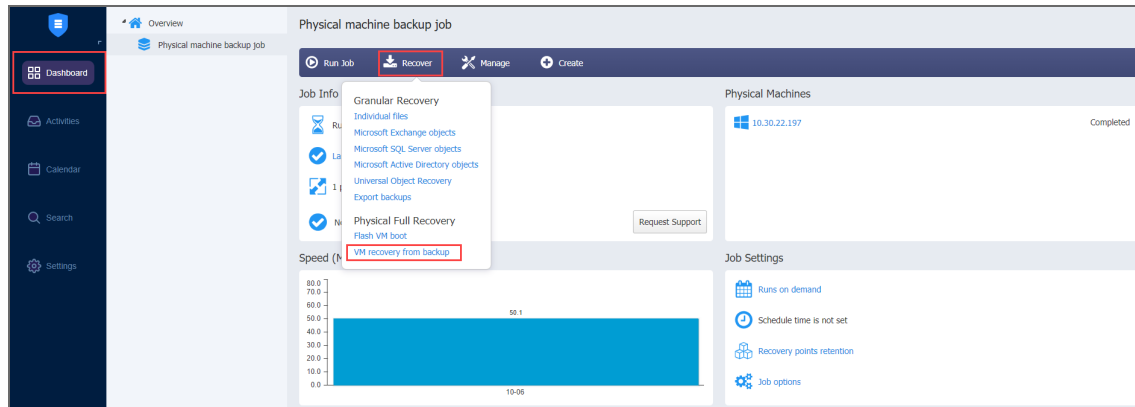 Overview
Physical machine backup job
Physical machine backup job
Run Job
Recover
Manage
Create
Dashboard
Activities
Calendar
Search
Settings
Job Info
Granular Recovery
Individual files
Microsoft Exchange objects
Microsoft SQL Server objects
Microsoft Active Directory objects
Universal Object Recovery
Export backups
Physical Full Recovery
Flash VM boot
VM recovery from backup
1
Request Support
Physical Machines
10.30.22.197
Completed
Speed (
80.0
70.0
60.0
50.0
40.0
30.0
20.0
10.0
0.0
50.1
10-06
Job Settings
Runs on demand
Schedule time is not set
Recovery points retention
Job options